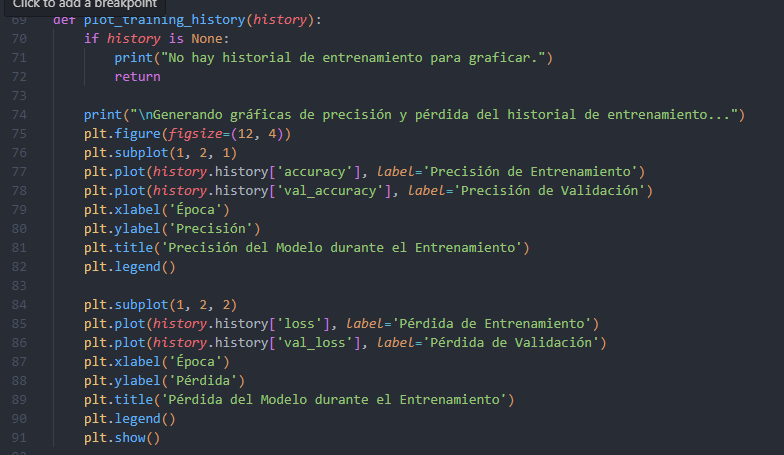 Click to add a breakpoint
69 def plot_training_history(history):
70     if history is None:
71         print("No hay historial de entrenamiento para graficar.")
72         return
73
74     print("\nGenerando gráficas de precisión y pérdida del historial de entrenamiento...")
75     plt.figure(figsize=(12, 4))
76     plt.subplot(1, 2, 1)
77     plt.plot(history.history['accuracy'], label='Precisión de Entrenamiento')
78     plt.plot(history.history['val_accuracy'], label='Precisión de Validación')
79     plt.xlabel('Época')
80     plt.ylabel('Precisión')
81     plt.title('Precisión del Modelo durante el Entrenamiento')
82     plt.legend()
83
84     plt.subplot(1, 2, 2)
85     plt.plot(history.history['loss'], label='Pérdida de Entrenamiento')
86     plt.plot(history.history['val_loss'], label='Pérdida de Validación')
87     plt.xlabel('Época')
88     plt.ylabel('Pérdida')
89     plt.title('Pérdida del Modelo durante el Entrenamiento')
90     plt.legend()
91     plt.show()